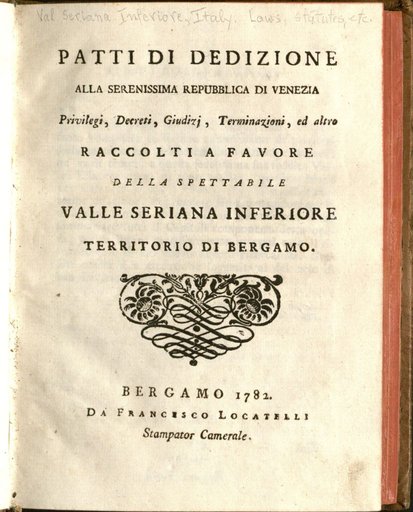 Val Seriana Inferiore, Italy. Laws, statutes, etc.
PATTI DI DEDIZIONE
ALLA SERENISSIMA REPUBBLICA DI VENEZIA
Privilegi, Decreti, Giudizj, Terminazioni, ed altro
RACCOLTI A FAVORE
DELLA SPETTABILE
VALLE SERIANA INFERIORE
TERRITORIO DI BERGAMO.
BERGAMO 1782.
DA FRANCESCO LOCATELLI
Stampator Camerale.